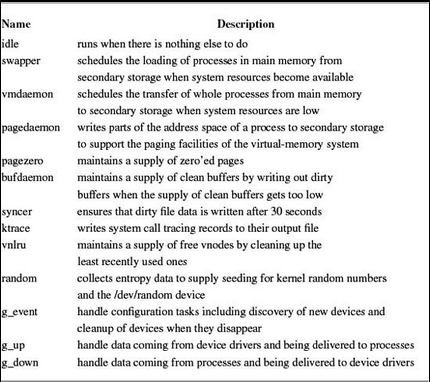 Name Description
idle runs when there is nothing else to do
swapper schedules the loading of processes in main memory from
secondary storage when system resources become available
vmdaemon schedules the transfer of whole processes from main memory
to secondary storage when system resources are low
pagedaemon writes parts of the address space of a process to secondary storage
to support the paging facilities of the virtual-memory system
pagezero maintains a supply of zero'ed pages
bufdaemon maintains a supply of clean buffers by writing out dirty
buffers when the supply of clean buffers gets too low
syncer ensures that dirty file data is written after 30 seconds
ktrace writes system call tracing records to their output file
vnlru maintains a supply of free vnodes by cleaning up the
least recently used ones
random collects entropy data to supply seeding for kernel random numbers
and the /dev/random device
g_event handle configuration tasks including discovery of new devices and
cleanup of devices when they disappear
g_up handle data coming from device drivers and being delivered to processes
g_down handle data coming from processes and being delivered to device drivers